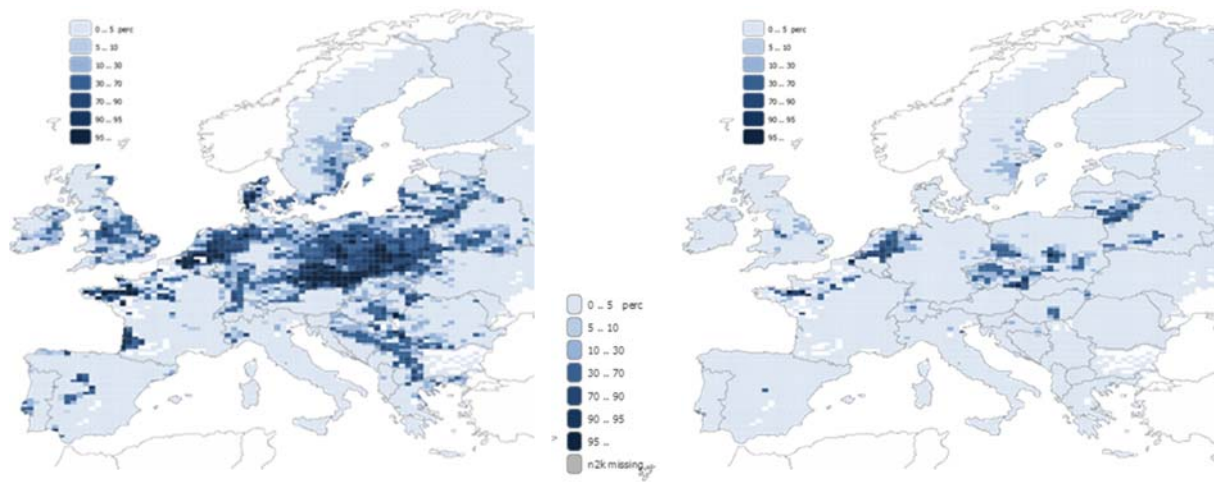 0 .. 5 perc
5 .. 10
10 .. 30
30 .. 70
70 .. 90
90 .. 95
95 ..
0 ... 5 perc
5 .. 10
10 .. 30
30 .. 70
70 .. 90
90 .. 95
95 ..
n2k missing
0 .. 5 perc
5 .. 10
10 .. 30
30 .. 70
70 .. 90
90 .. 95
95 ..